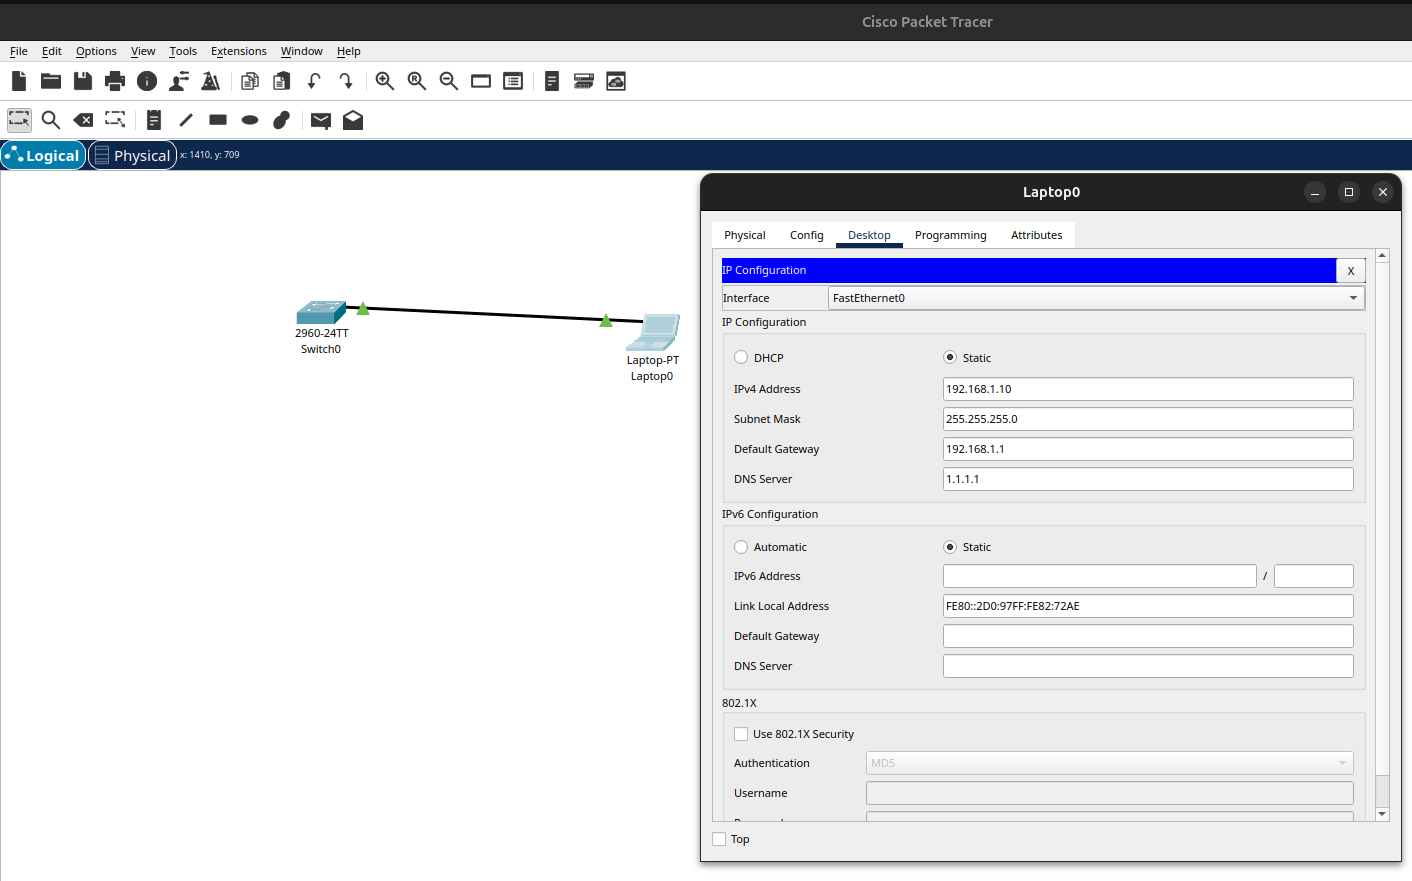 Cisco Packet Tracer
File Edit Options View Tools Extensions Window Help
Logical Physical x: 1410, y: 709
2960-24TT
Switch0
Laptop-PT
Laptop0
Laptop0
Physical Config Desktop Programming Attributes
IP Configuration X
Interface FastEthernet0
IP Configuration
DHCP Static
IPv4 Address 192.168.1.10
Subnet Mask 255.255.255.0
Default Gateway 192.168.1.1
DNS Server 1.1.1.1
IPv6 Configuration
Automatic Static
IPv6 Address /
Link Local Address FE80::2D0:97FF:FE82:72AE
Default Gateway
DNS Server
802.1X
Use 802.1X Security
Authentication MD5
Username
Top